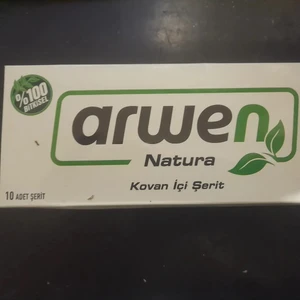 %100
BİTKİSEL
arwen
Natura
Kovan İçi Şerit
10 ADET ŞERİT